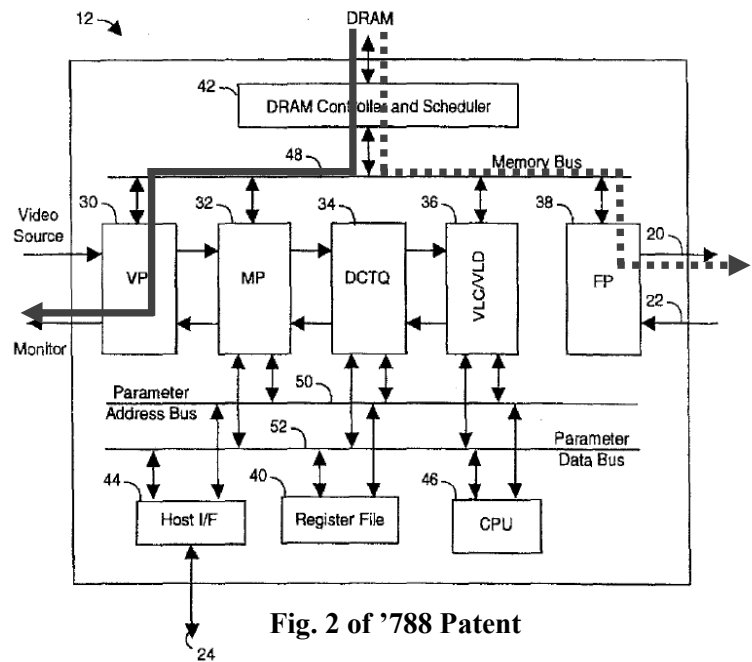 12
DRAM
42
DRAM Controller and Scheduler
48
Memory Bus
30
32
34
36
38
Video
Source
20
VP
MP
DCTQ
VLC/VLD
FP
22
Monitor
Parameter
Address Bus
50
52
Parameter
Data Bus
44
40
46
Host I/F
Register File
CPU
Fig. 2 of ’788 Patent
24